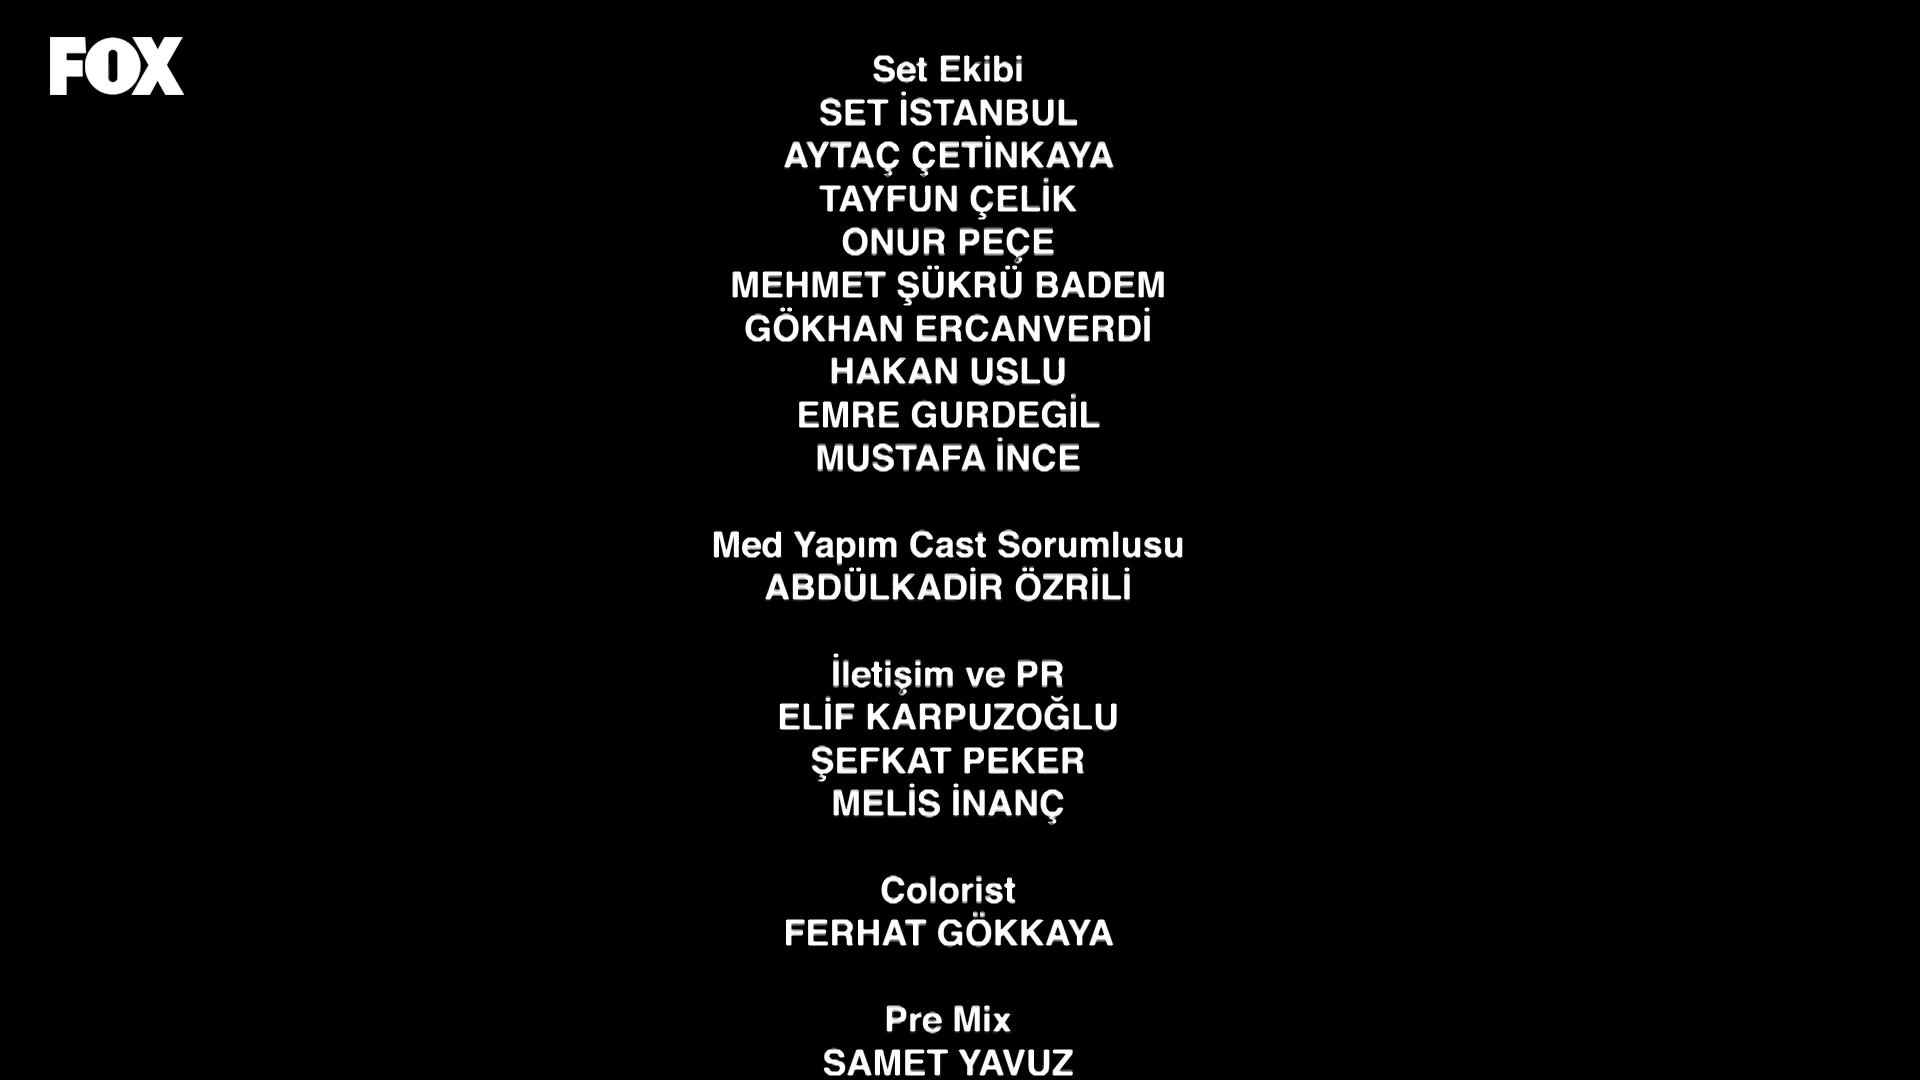 FOX
Set Ekibi
SET İSTANBUL
AYTAÇ ÇETİNKAYA
TAYFUN ÇELİK
ONUR PEÇE
MEHMET ŞÜKRÜ BADEM
GÖKHAN ERCANVERDİ
HAKAN USLU
EMRE GURDEGİL
MUSTAFA İNCE
Med Yapım Cast Sorumlusu
ABDÜLKADİR ÖZRİLİ
İletişim ve PR
ELİF KARPUZOĞLU
ŞEFKAT PEKER
MELİS İNANÇ
Colorist
FERHAT GÖKKAYA
Pre Mix
SAMET YAVUZ